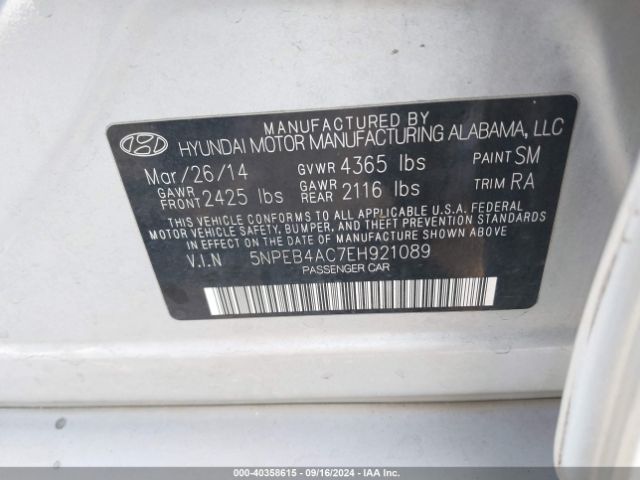 MANUFACTURED BY
HYUNDAI MOTOR MANUFACTURING ALABAMA, LLC
Mar/26/14 GVWR 4365 lbs PAINT SM
GAWR FRONT 2425 lbs GAWR REAR 2116 lbs TRIM RA
THIS VEHICLE CONFORMS TO ALL APPLICABLE U.S.A. FEDERAL
MOTOR VEHICLE SAFETY, BUMPER, AND THEFT PREVENTION STANDARDS
IN EFFECT ON THE DATE OF MANUFACTURE SHOWN ABOVE
V.I.N 5NPEB4AC7EH921089
PASSENGER CAR
000-40358615 - 09/16/2024 - IAA Inc.